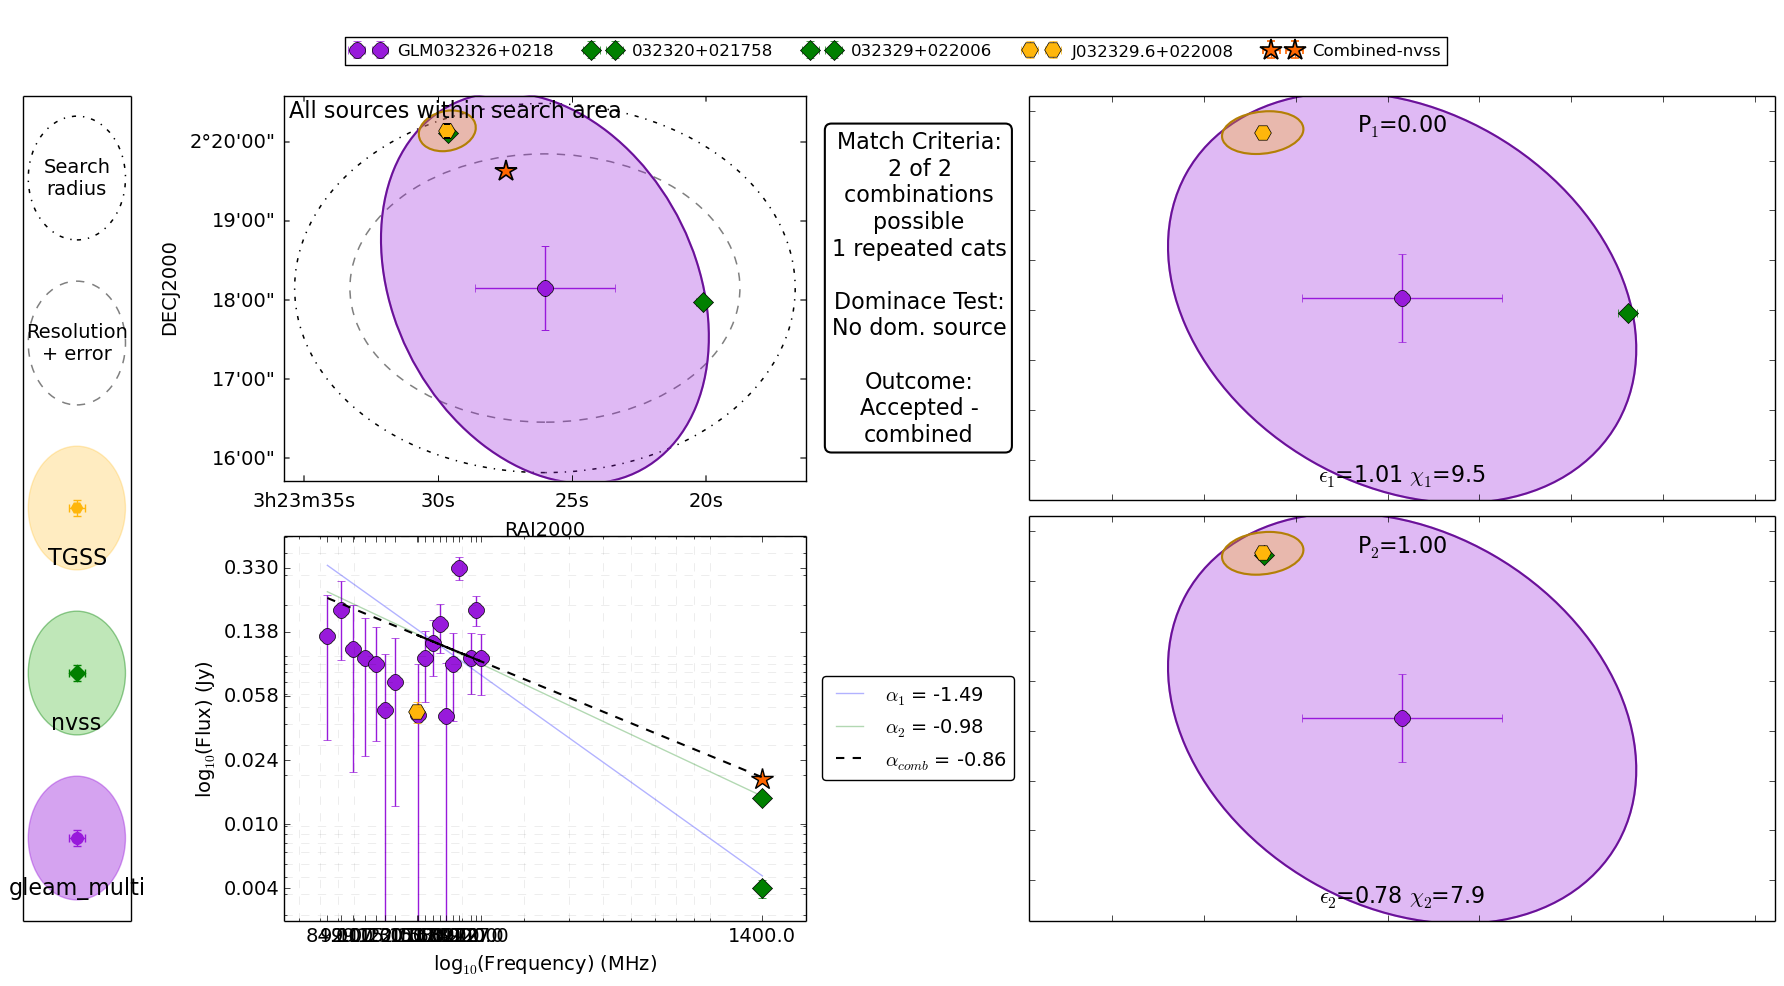 GLM032326+0218 032320+021758 032329+022006 J032329.6+022008 Combined-nvss
Search
radius
Resolution
+ error
TGSS
nvss
gleam_multi
All sources within search area
DECJ2000
2°20'00"
19'00"
18'00"
17'00"
16'00"
3h23m35s 30s 25s 20s
RAJ2000
Match Criteria:
2 of 2
combinations
possible
1 repeated cats
Dominace Test:
No dom. source
Outcome:
Accepted -
combined
P1=0.00
ϵ1=1.01 χ1=9.5
P2=1.00
ϵ2=0.78 χ2=7.9
log10(Flux) (Jy)
0.330
0.138
0.058
0.024
0.010
0.004
1400.0
log10(Frequency) (MHz)
α1 = -1.49
α2 = -0.98
αcomb = -0.86